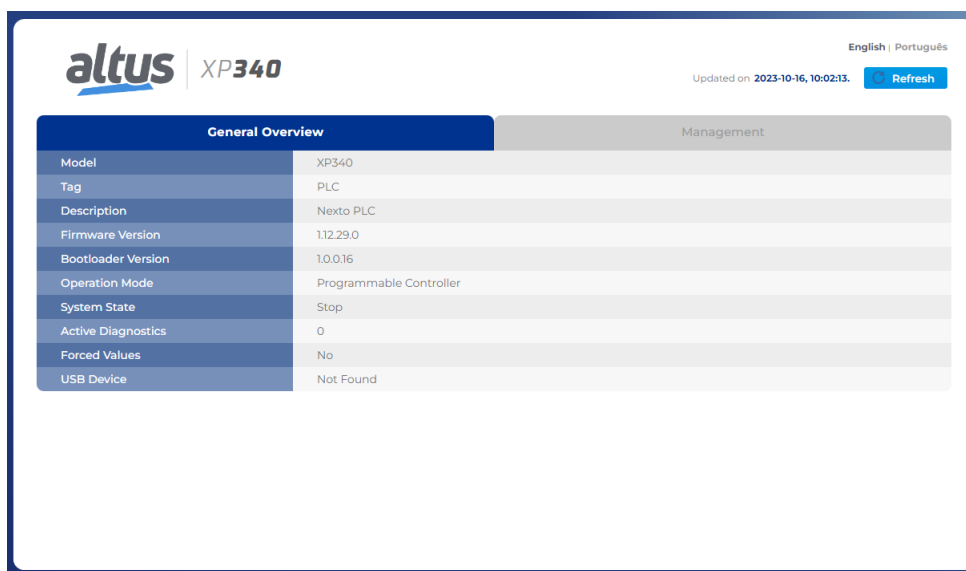 English | Português
altus XP340
Updated on 2023-10-16, 10:02:13. Refresh
General Overview Management
Model XP340
Tag PLC
Description Nexto PLC
Firmware Version 1.12.29.0
Bootloader Version 1.0.0.16
Operation Mode Programmable Controller
System State Stop
Active Diagnostics 0
Forced Values No
USB Device Not Found